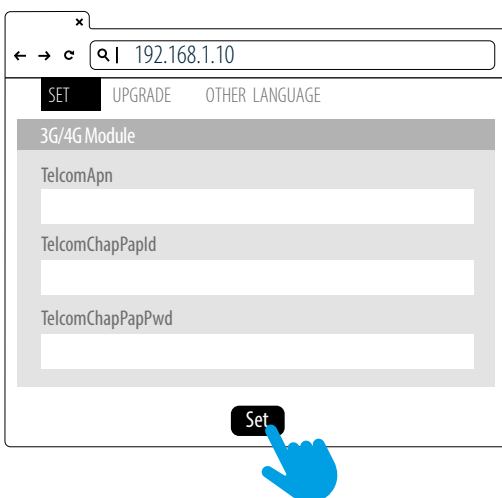 192.168.1.10
SET UPGRADE OTHER LANGUAGE
3G/4G Module
TelcomApn
TelcomChapPapId
TelcomChapPapPwd
Set